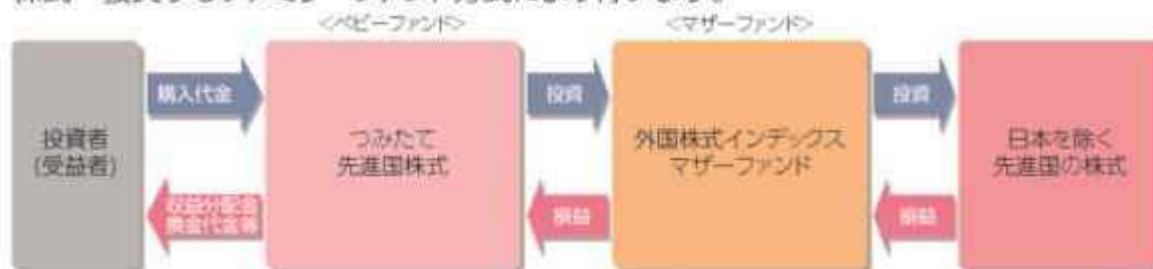 <ベビーファンド>
<マザーファンド>
購入代金
投資
投資
投資者
(受益者)
つみたて
先進国株式
外国株式インデックス
マザーファンド
日本を除く
先進国の株式
収益分配金
換金代金等
損益
損益